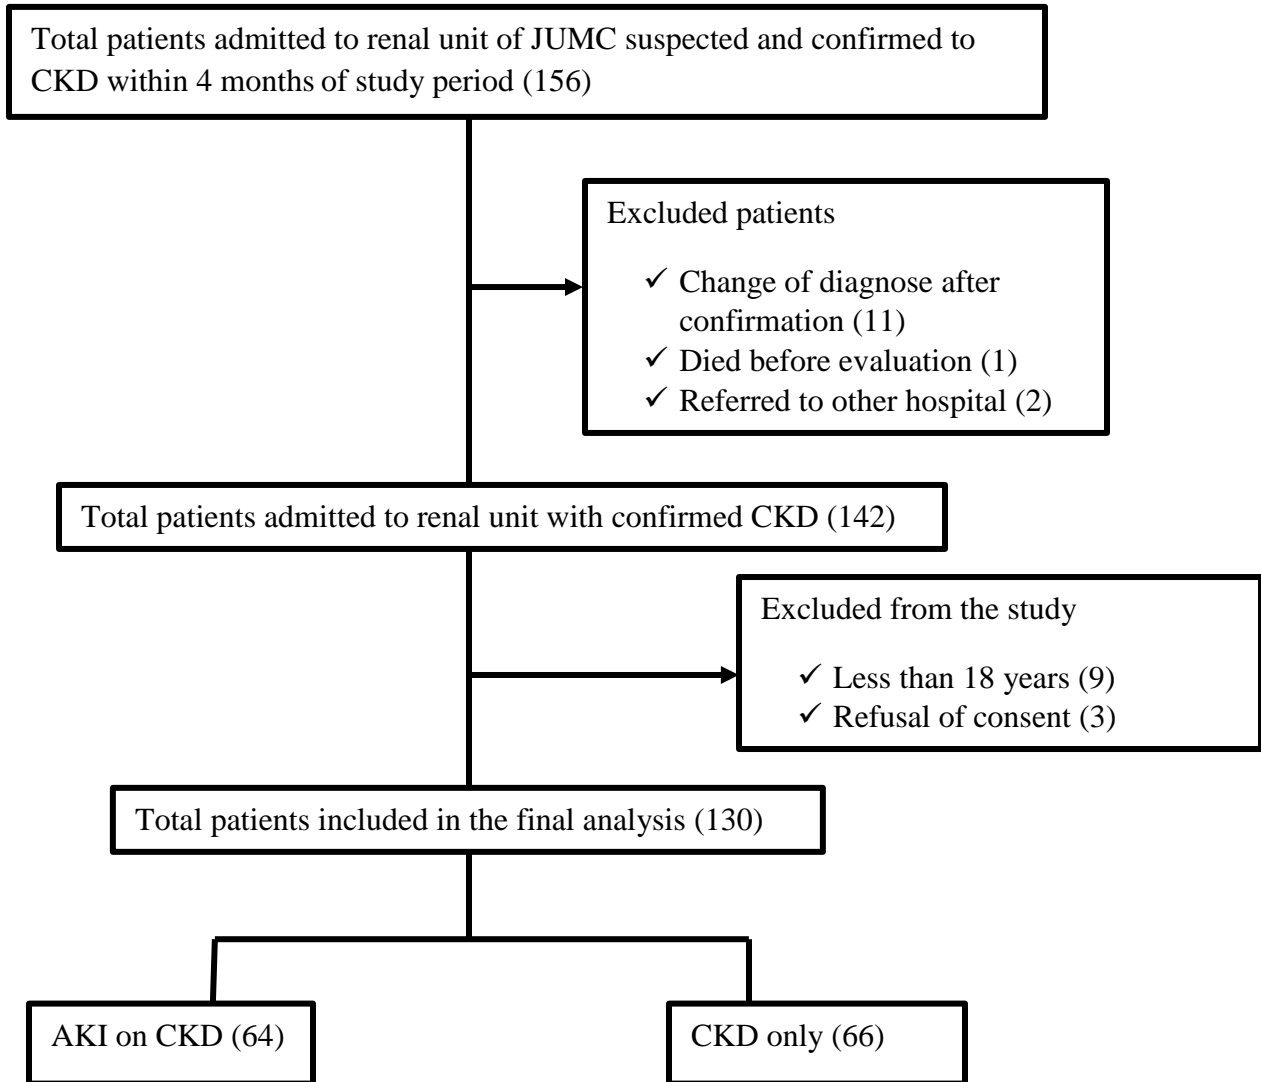 Total patients admitted to renal unit of JUMC suspected and confirmed to
CKD within 4 months of study period (156)
Excluded patients
✓ Change of diagnose after
confirmation (11)
✓ Died before evaluation (1)
✓ Referred to other hospital (2)
Total patients admitted to renal unit with confirmed CKD (142)
Excluded from the study
✓ Less than 18 years (9)
✓ Refusal of consent (3)
Total patients included in the final analysis (130)
AKI on CKD (64)
CKD only (66)